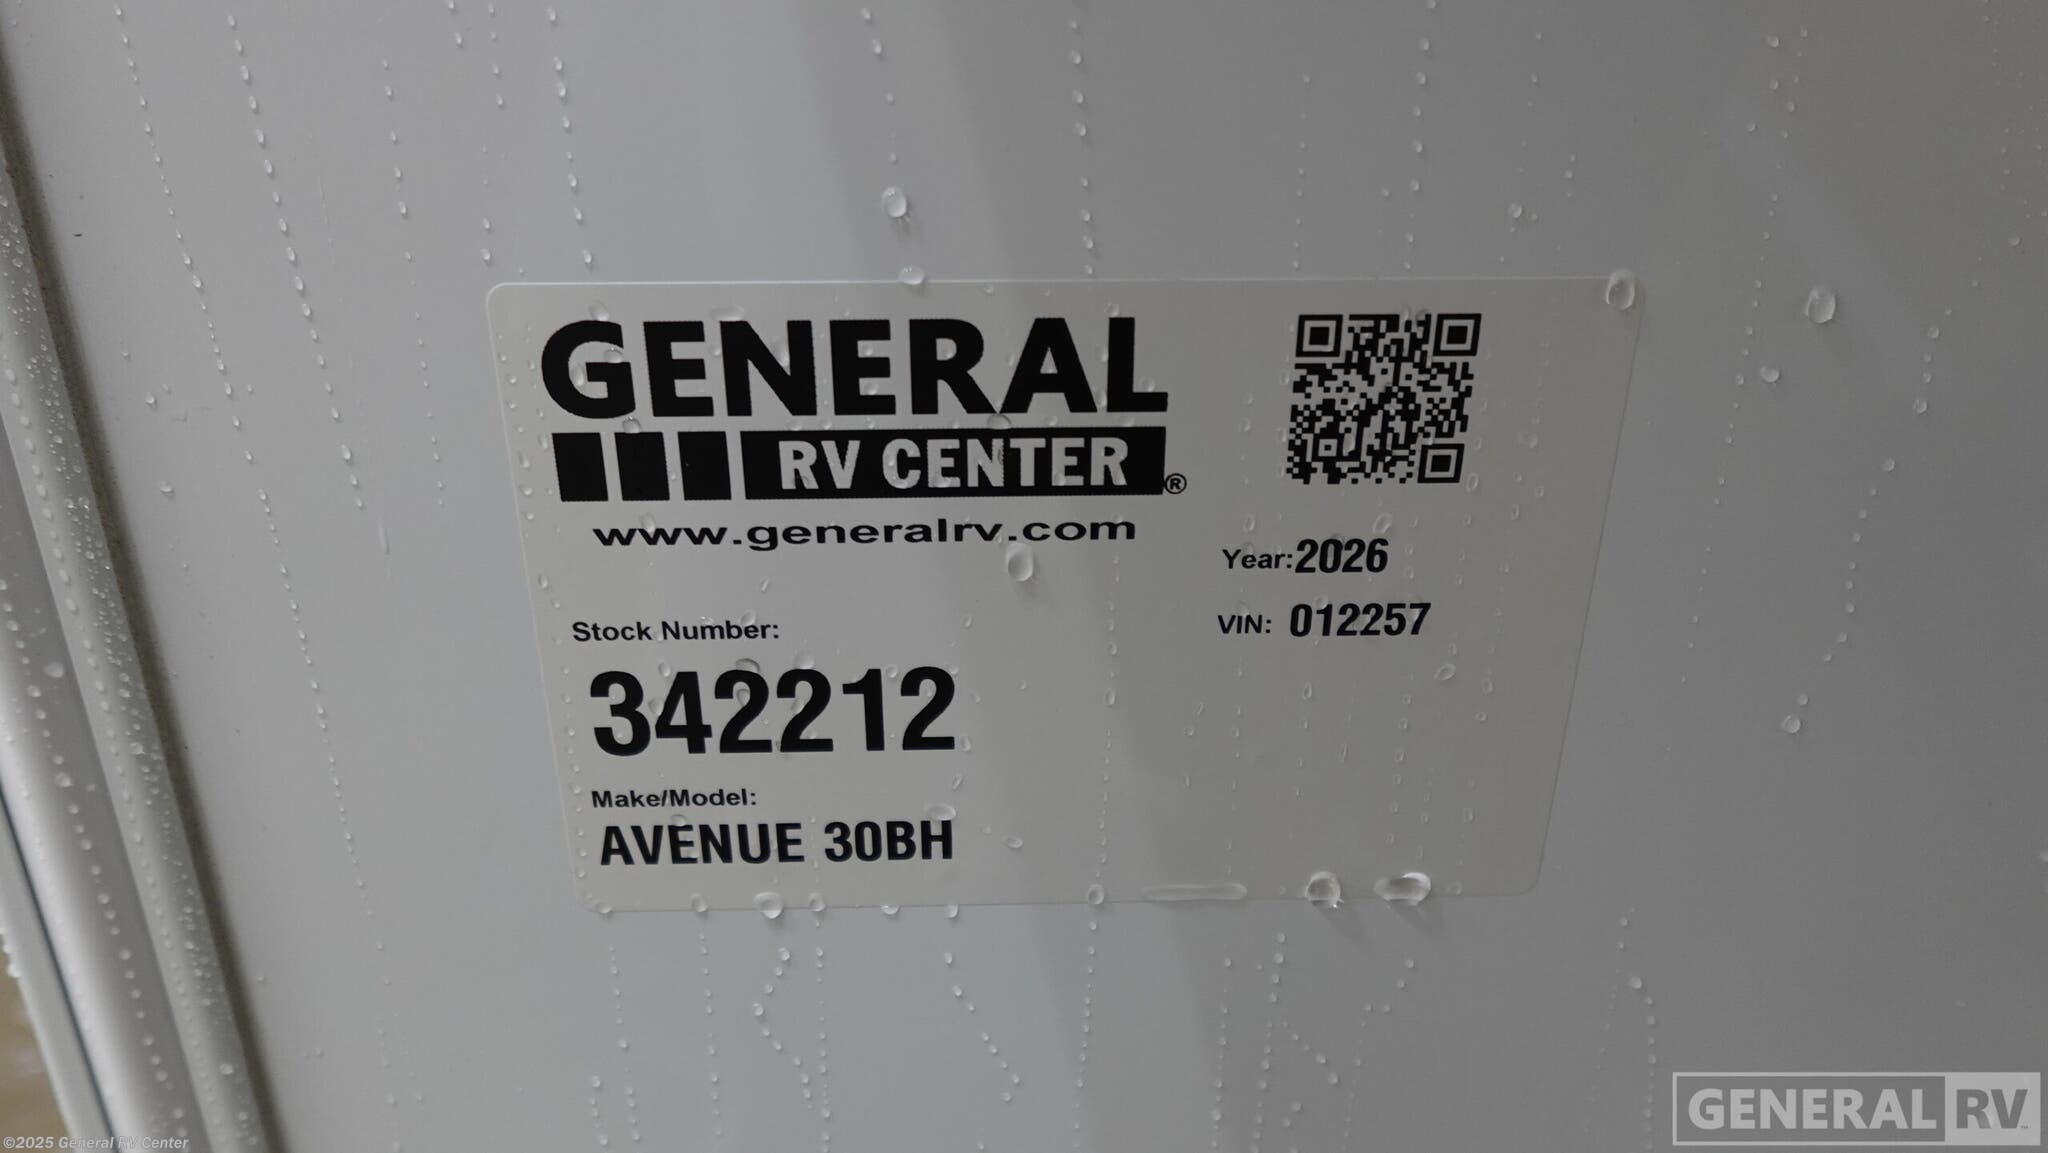 GENERAL
RV CENTER®
www.generalrv.com
Year: 2026
VIN: 012257
Stock Number:
342212
Make/Model:
AVENUE 30BH
GENERAL RV™
©2025 General RV Center